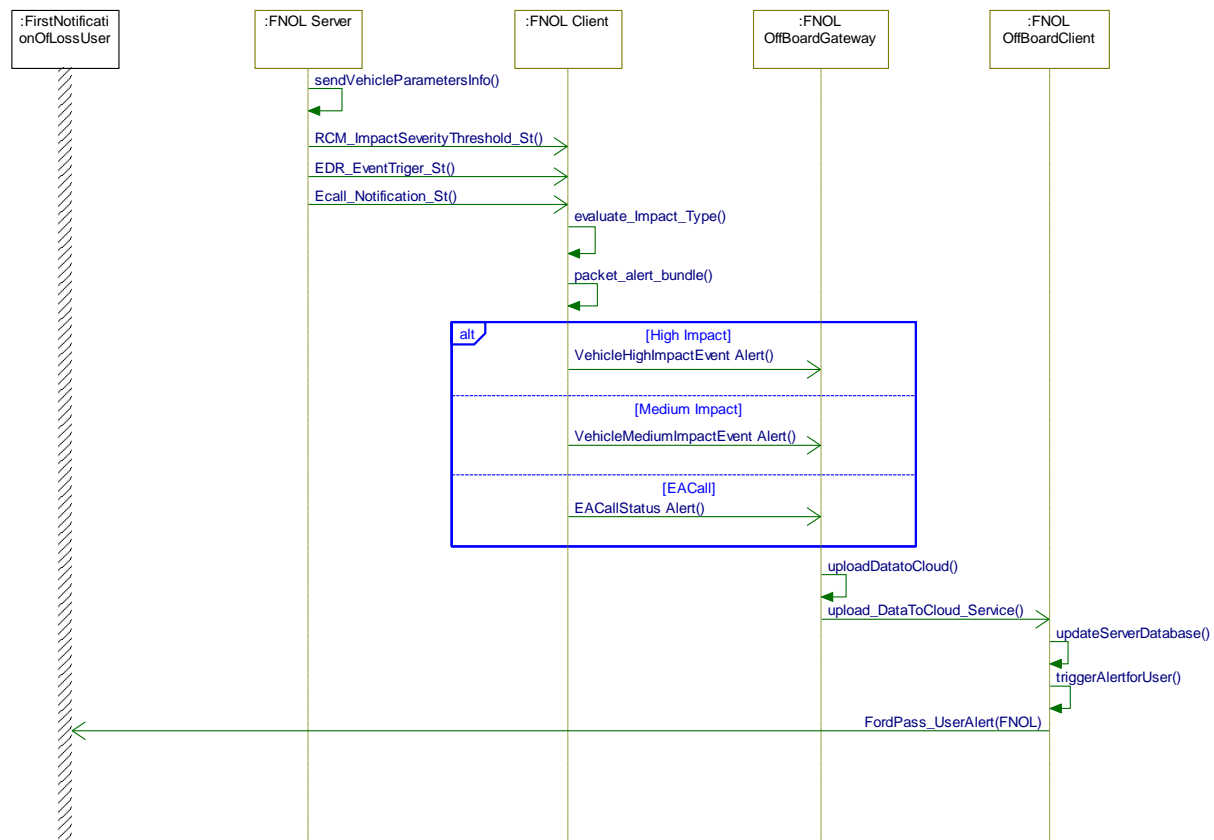 :FirstNotificati
onOfLossUser
:FNOL Server
:FNOL Client
:FNOL
OffBoardGateway
:FNOL
OffBoardClient
sendVehicleParametersInfo()
RCM_ImpactSeverityThreshold_St()
EDR_EventTriger_St()
Ecall_Notification_St()
evaluate_Impact_Type()
packet_alert_bundle()
alt
[High Impact]
VehicleHighImpactEvent Alert()
[Medium Impact]
VehicleMediumImpactEvent Alert()
[EACall]
EACallStatus Alert()
uploadDatatoCloud()
upload_DataToCloud_Service()
updateServerDatabase()
triggerAlertforUser()
FordPass_UserAlert(FNOL)